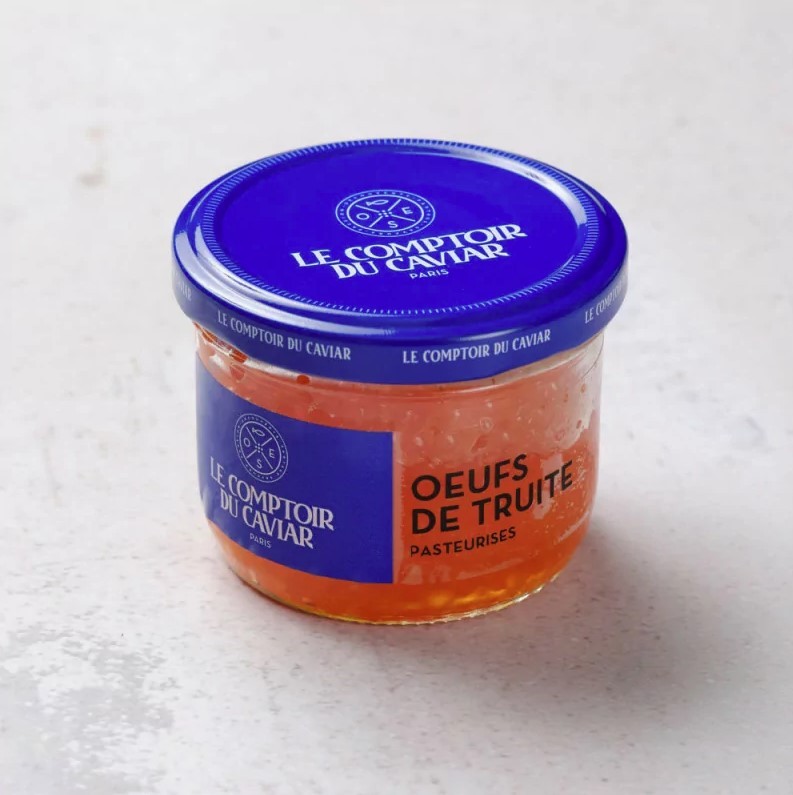 O E
S
LE COMPTOIR
DU CAVIAR
PARIS
LE COMPTOIR DU CAVIAR
LE COMPTOIR DU CAVIAR
O E
S
LE COMPTOIR
DU CAVIAR
PARIS
OEUFS
DE TRUITE
PASTEURISES